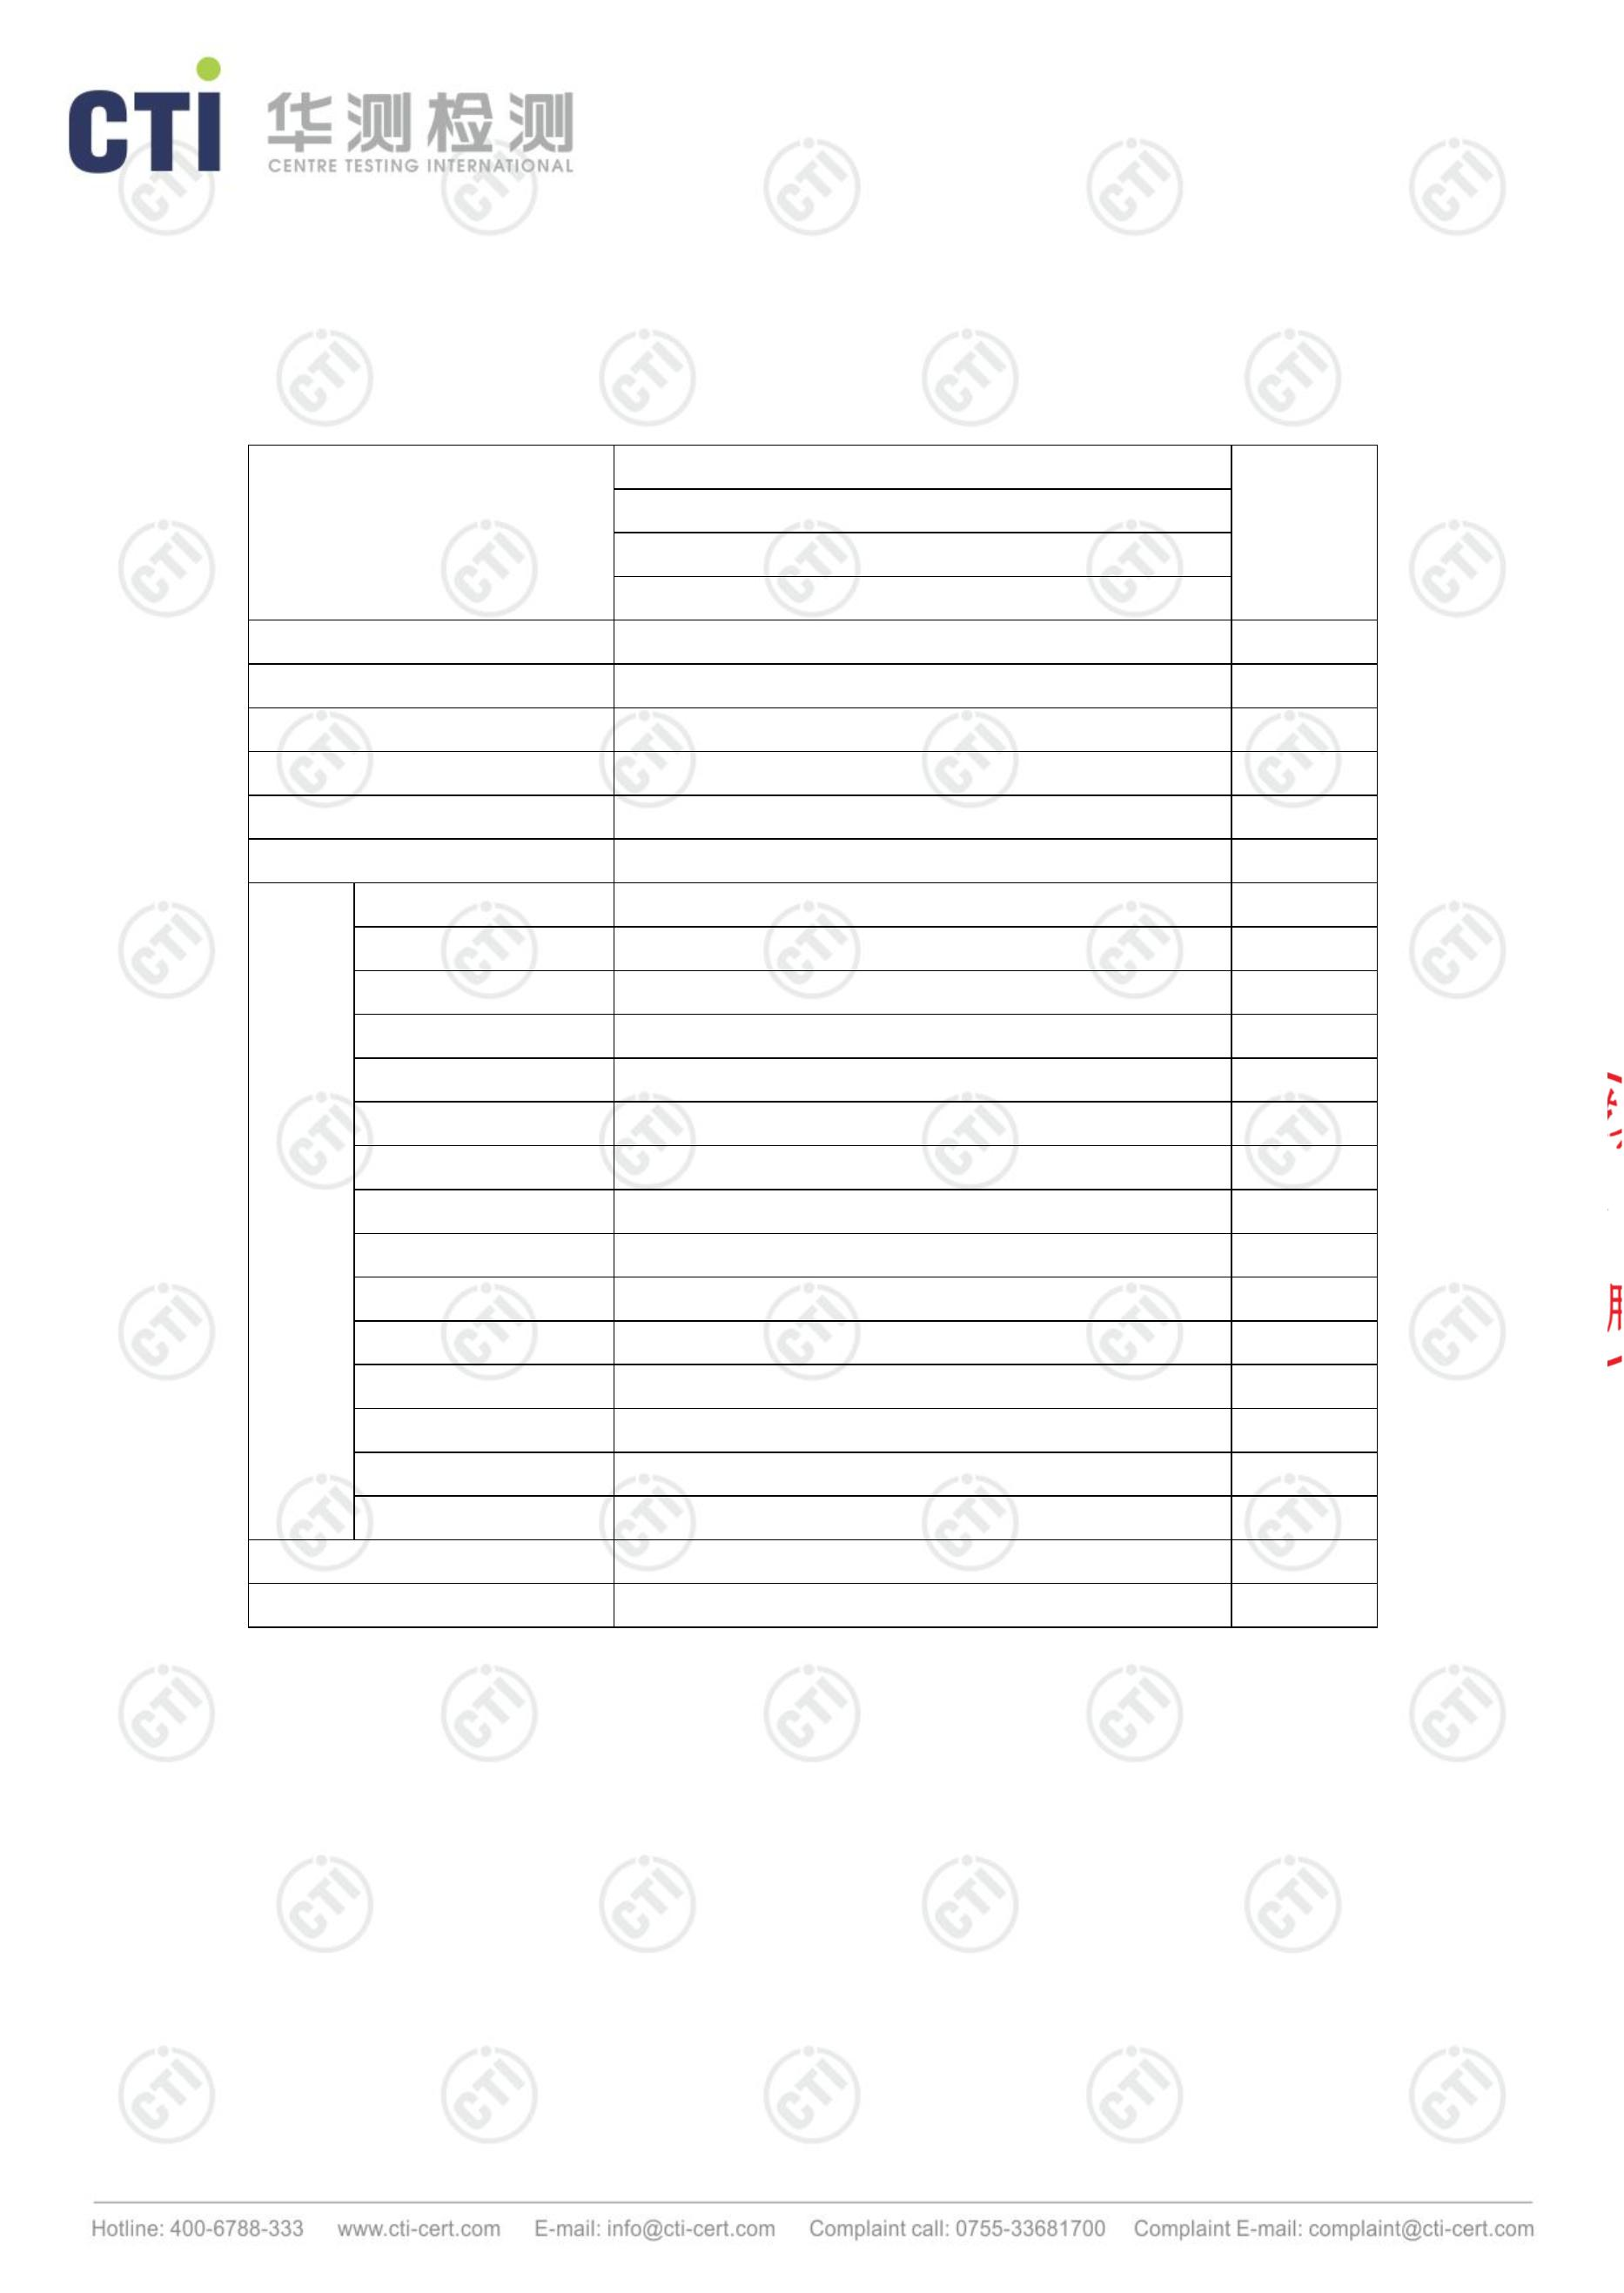 CTI 华测检测
CENTRE TESTING INTERNATIONAL
Hotline: 400-6788-333 www.cti-cert.com E-mail: info@cti-cert.com Complaint call: 0755-33681700 Complaint E-mail: complaint@cti-cert.com